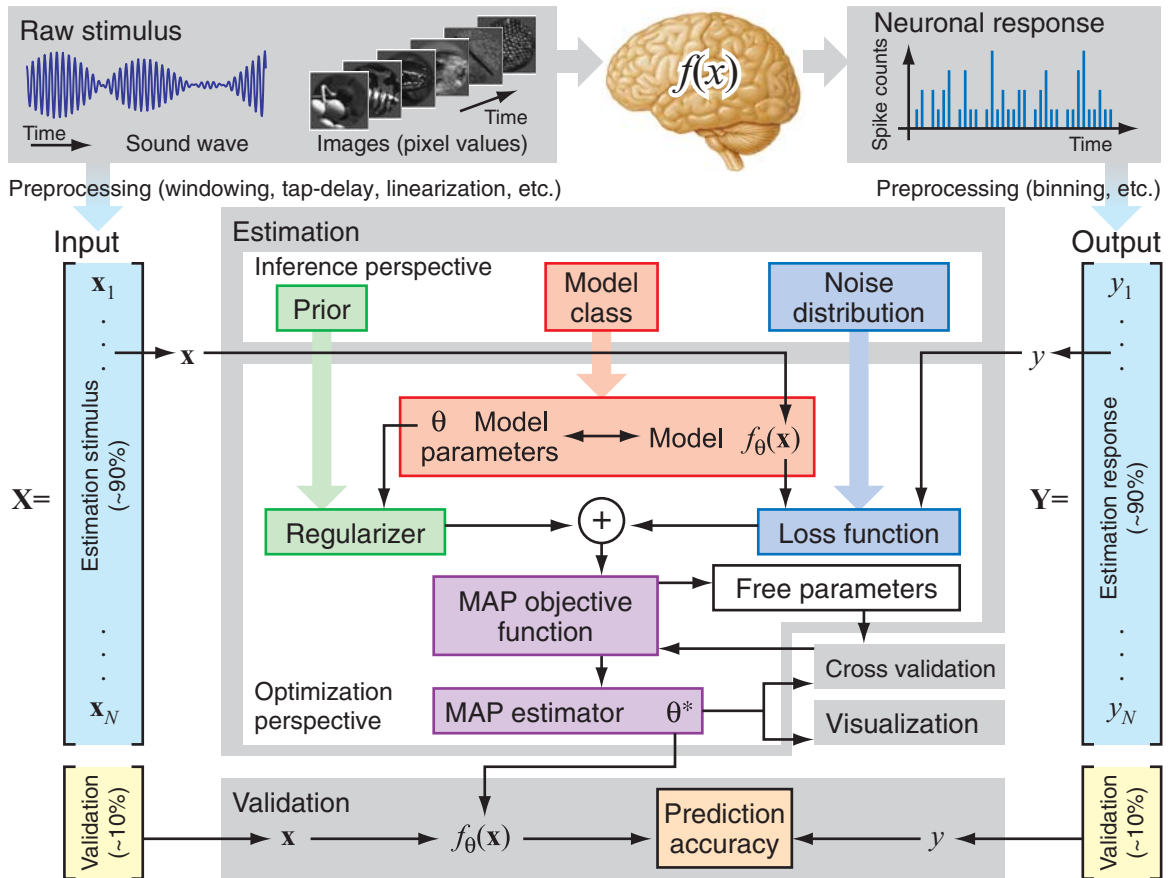 Raw stimulus
Time
Sound wave
Time
Images (pixel values)
f(x)
Neuronal response
Spike counts
Time
Preprocessing (windowing, tap-delay, linearization, etc.)
Preprocessing (binning, etc.)
Input
Output
Estimation
Inference perspective
Prior
Model
class
Noise
distribution
X=
x1
.
.
.
Estimation stimulus
(~90%)
.
.
.
.
xN
x
y
Y=
y1
.
.
.
Estimation response
(~90%)
.
.
.
.
yN
θ Model
parameters
Model fθ(x)
Regularizer
+
Loss function
MAP objective
function
Free parameters
Cross validation
Optimization
perspective
MAP estimator θ*
Visualization
Validation
(~10%)
Validation
x
fθ(x)
Prediction
accuracy
y
Validation
(~10%)